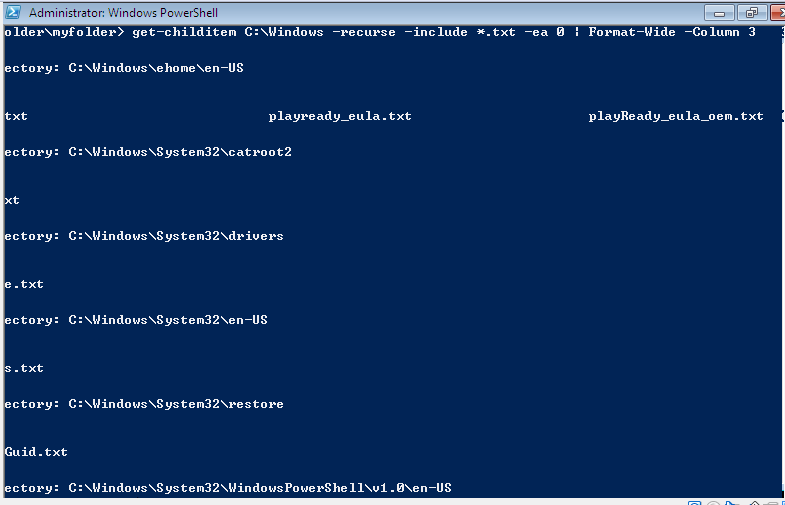 Administrator: Windows PowerShell
older\myfolder> get-childitem C:\Windows -recurse -include *.txt -ea 0 | Format-Wide -Column 3
ectory: C:\Windows\ehome\en-US
txt playready_eula.txt playReady_eula_oem.txt
ectory: C:\Windows\System32\catroot2
xt
ectory: C:\Windows\System32\drivers
e.txt
ectory: C:\Windows\System32\en-US
s.txt
ectory: C:\Windows\System32\restore
Guid.txt
ectory: C:\Windows\System32\WindowsPowerShell\v1.0\en-US